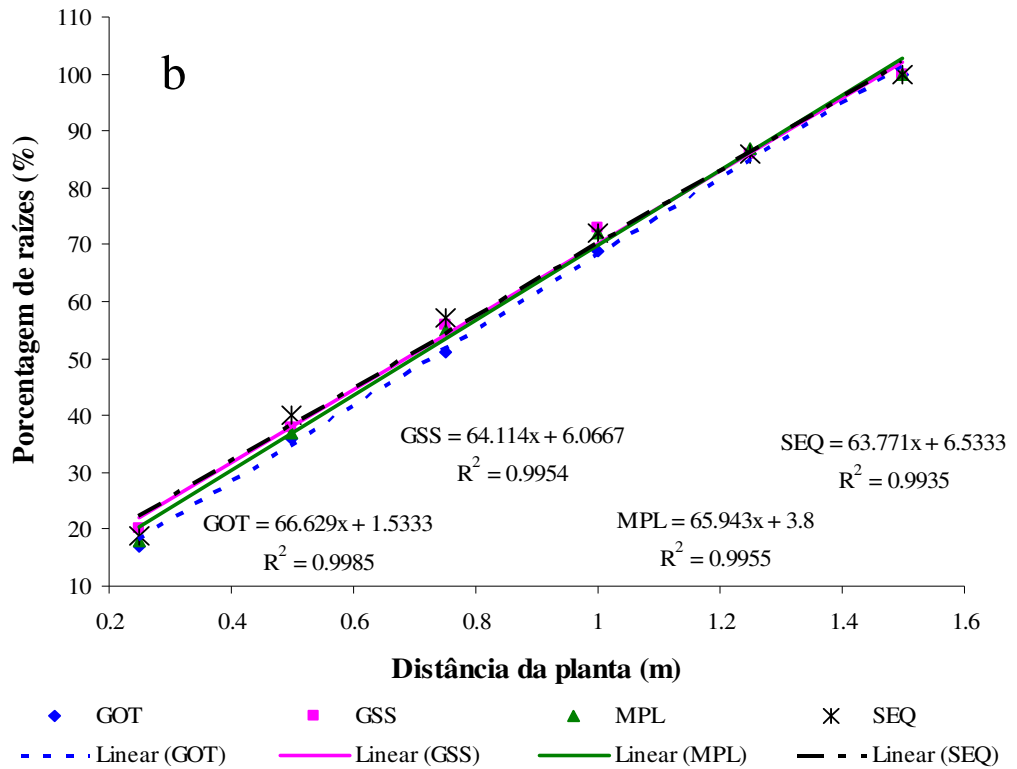 b
Porcentagem de raízes (%)
110
100
90
80
70
60
50
40
30
20
10
GSS = 64.114x + 6.0667
R² = 0.9954
SEQ = 63.771x + 6.5333
R² = 0.9935
GOT = 66.629x + 1.5333
R² = 0.9985
MPL = 65.943x + 3.8
R² = 0.9955
0.2 0.4 0.6 0.8 1 1.2 1.4 1.6
Distância da planta (m)
GOT GSS MPL SEQ
Linear (GOT) Linear (GSS) Linear (MPL) Linear (SEQ)